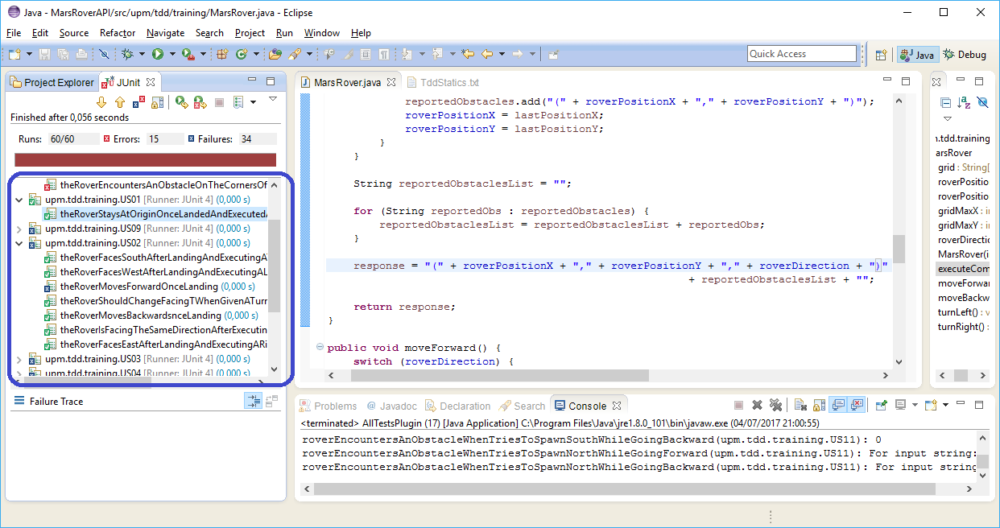 Java - MarsRoverAPI/src/upm/tdd/training/MarsRover.java - Eclipse
File Edit Source Refactor Navigate Search Project Run Window Help
Quick Access
Java
Debug
Project Explorer
JUnit
Finished after 0,056 seconds
Runs: 60/60 Errors: 15 Failures: 34
theRoverEncountersAnObstacleOnTheCornersOf
upm.tdd.training.US01 [Runner: JUnit 4] (0,000 s)
theRoverStaysAtOriginOnceLandedAndExecuted
upm.tdd.training.US09 [Runner: JUnit 4] (0,000 s)
upm.tdd.training.US02 [Runner: JUnit 4] (0,000 s)
theRoverFacesSouthAfterLandingAndExecutingA
theRoverFacesWestAfterLandingAndExecutingAL
theRoverMovesForwardOnceLanding (0,000 s)
theRoverShouldChangeFacingTWhenGivenATurr
theRoverMovesBackwardsnceLanding (0,000 s)
theRoverIsFacingTheSameDirectionAfterExecutin
theRoverFacesEastAfterLandingAndExecutingARi
upm.tdd.training.US03 [Runner: JUnit 4] (0,000 s)
upm.tdd.training.US04 [Runner: JUnit 4] (0,000 s)
Failure Trace
MarsRover.java
TddStatics.txt
reportedObstacles.add("(" + roverPositionX + "," + roverPositionY + ")");
roverPositionX = lastPositionX;
roverPositionY = lastPositionY;
}
}
String reportedObstaclesList = "";
for (String reportedObs : reportedObstacles) {
reportedObstaclesList = reportedObstaclesList + reportedObs;
}
response = "(" + roverPositionX + "," + roverPositionY + "," + roverDirection + ")"
+ reportedObstaclesList + "";
return response;
}
public void moveForward() {
switch (roverDirection) {
ı.tdd.training
arsRover
grid : String[
roverPositio
roverPositio
gridMaxX : in
gridMaxY : in
roverDirectic
MarsRover(i
executeCom
moveForwar
moveBackw
turnLeft() : v
turnRight() :
Problems
@ Javadoc
Declaration
Search
Console
<terminated> AllTestsPlugin (17) [Java Application] C:\Program Files\Java\jre1.8.0_101\bin\javaw.exe (04/07/2017 21:00:55)
roverEncountersAnObstacleWhenTriesToSpawnSouthWhileGoingBackward(upm.tdd.training.US11): 0
roverEncountersAnObstacleWhenTriesToSpawnNorthWhileGoingForward(upm.tdd.training.US11): For input string:
roverEncountersAnObstacleWhenTriesToSpawnNorthWhileGoingBackward(upm.tdd.training.US11): For input string